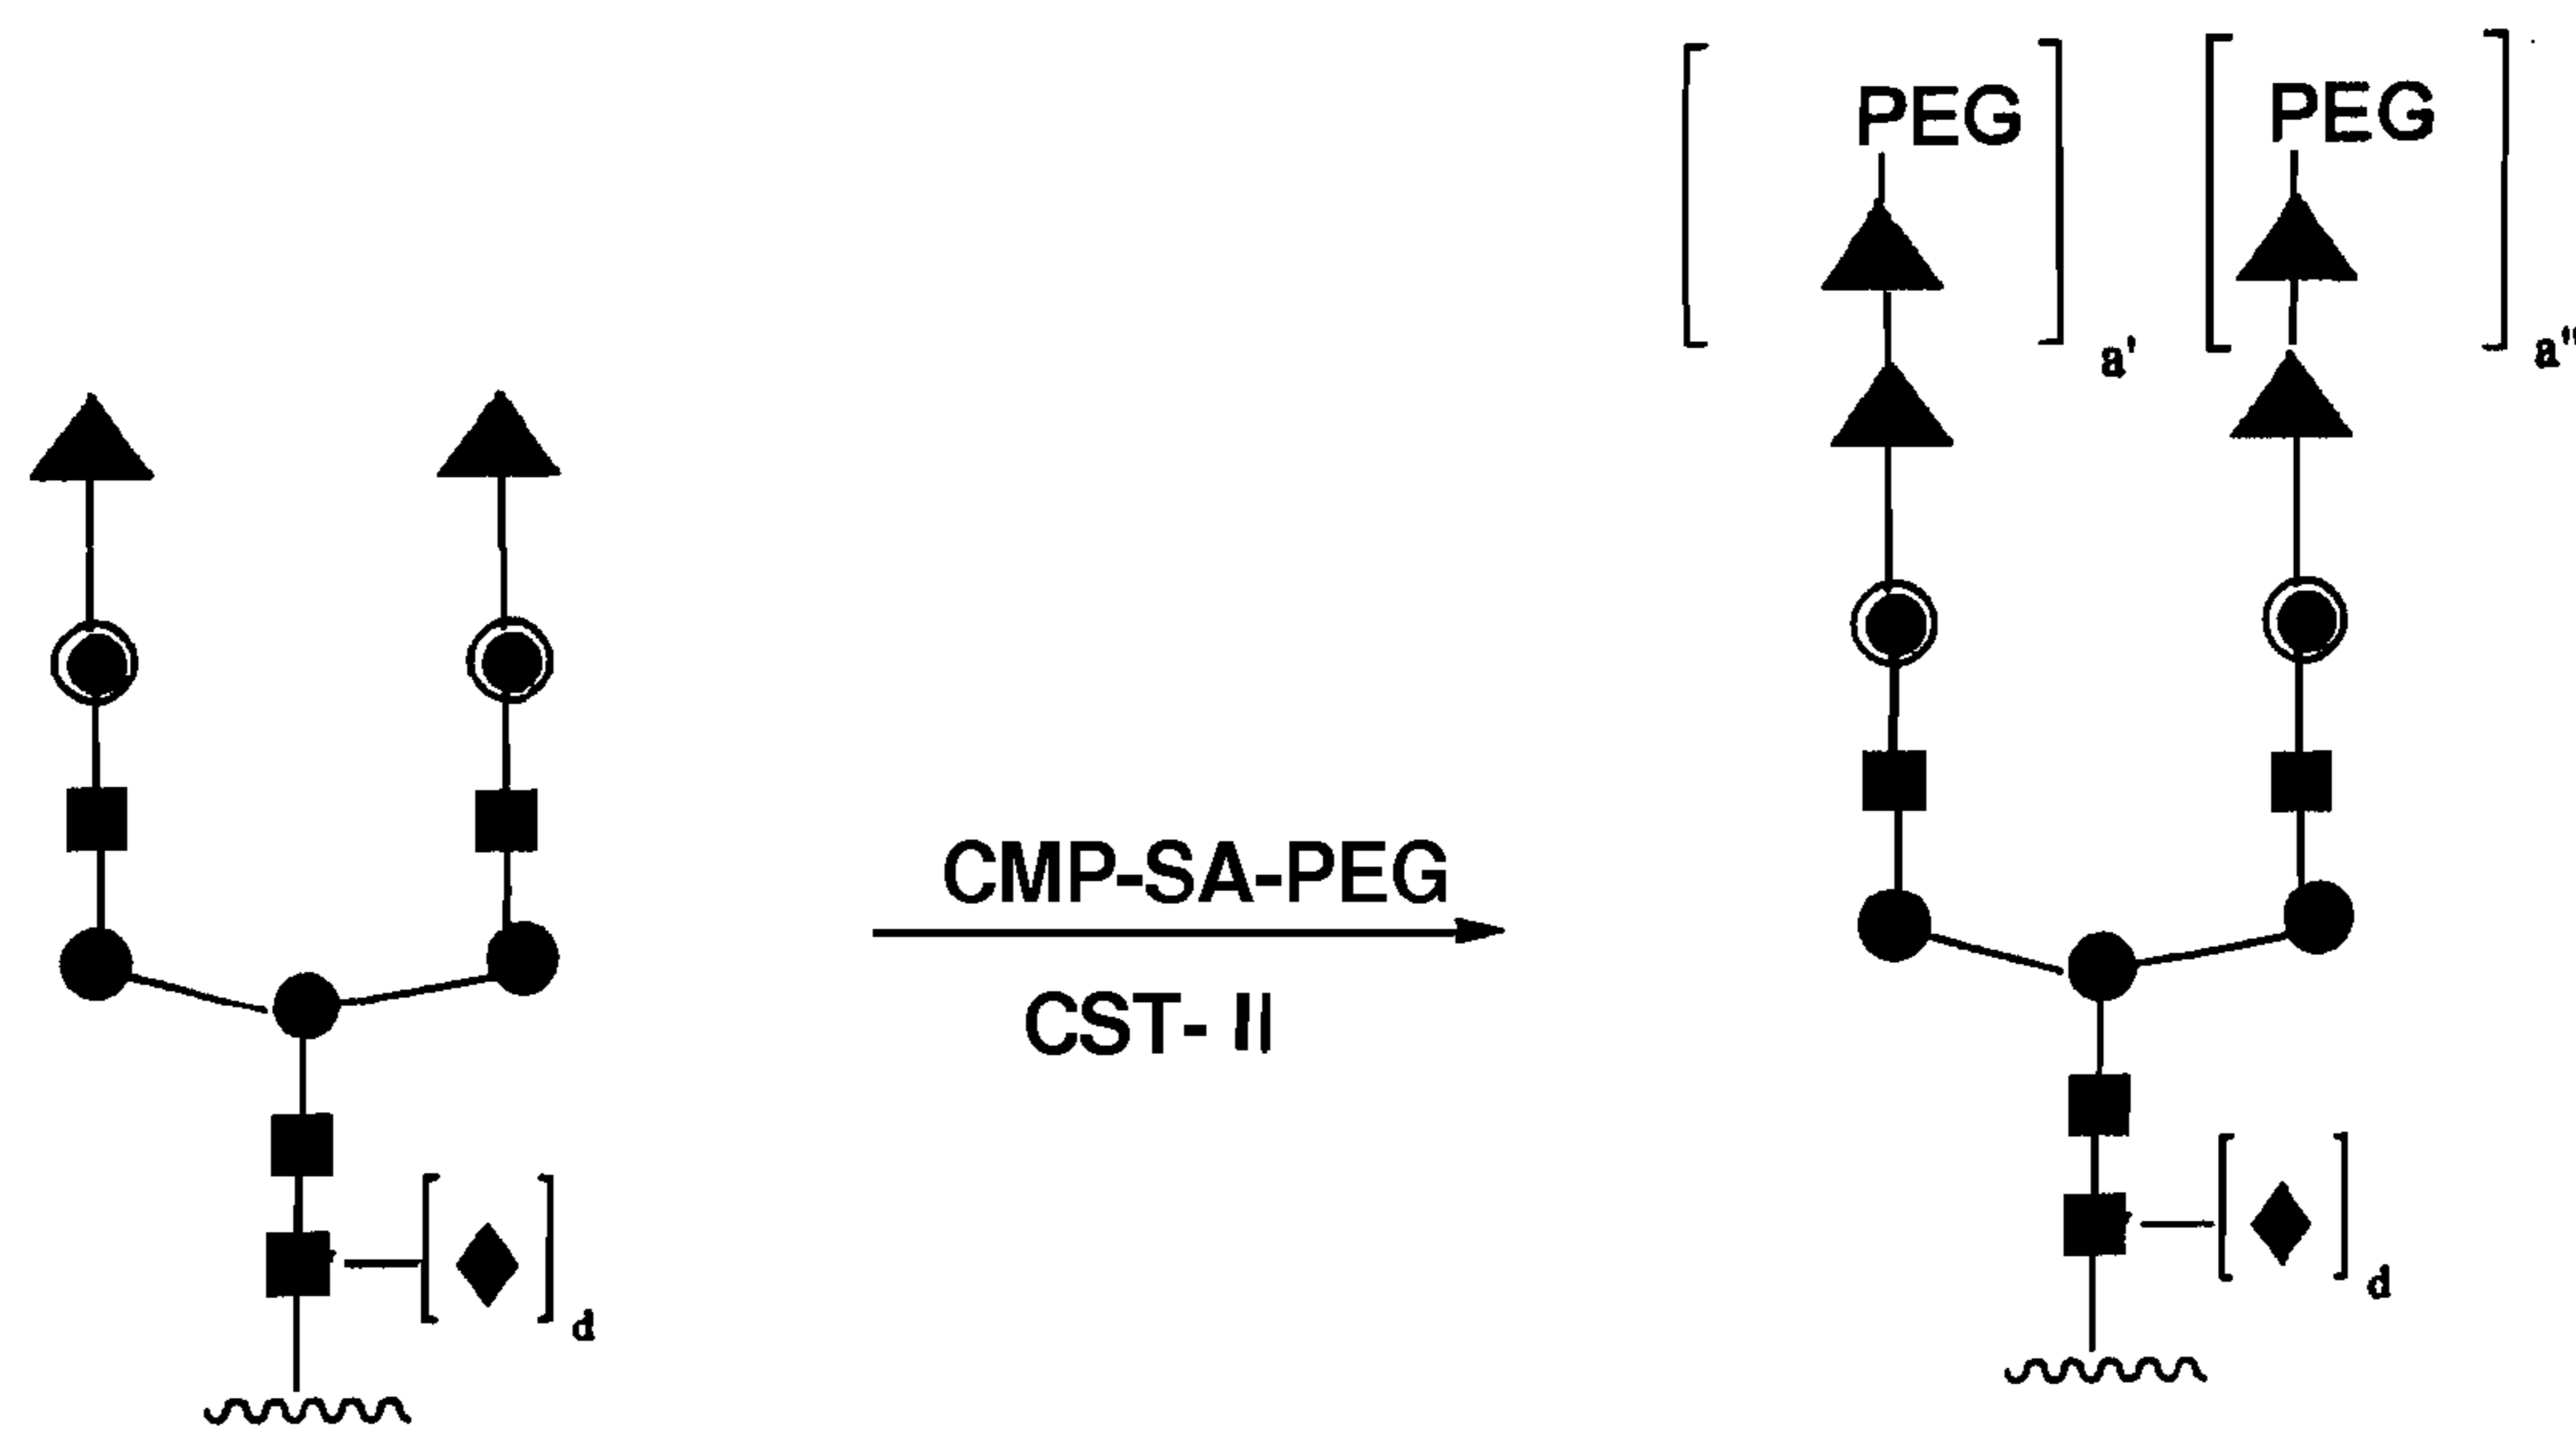 PEG PEG
a' a"
CMP-SA-PEG
CST- II
d
d